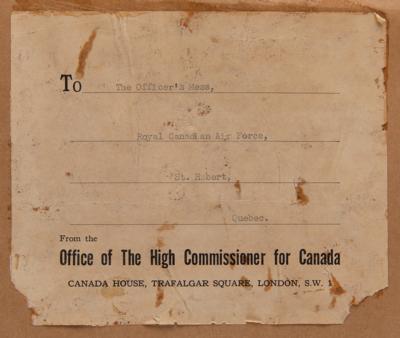 To The Officer's Mess,
Royal Canadian Air Force,
St. Hubert,
Quebec.
From the
Office of The High Commissioner for Canada
CANADA HOUSE, TRAFALGAR SQUARE, LONDON, S.W. 1